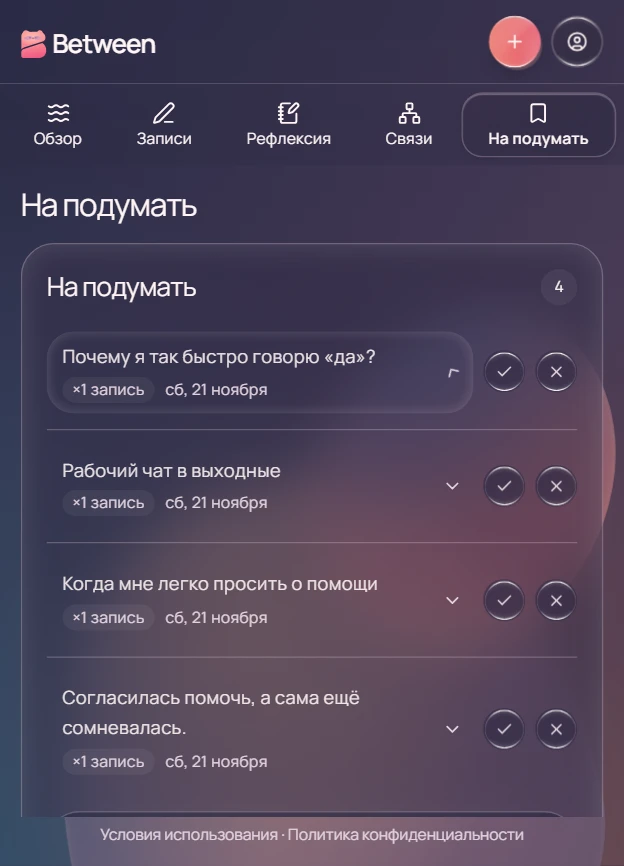 Between
Обзор
Записи
Рефлексия
Связи
На подумать
На подумать
На подумать
4
Почему я так быстро говорю «да»?
×1 запись сб, 21 ноября
Рабочий чат в выходные
×1 запись сб, 21 ноября
Когда мне легко просить о помощи
×1 запись сб, 21 ноября
Согласилась помочь, а сама ещё
сомневалась.
×1 запись сб, 21 ноября
Условия использования · Политика конфиденциальности